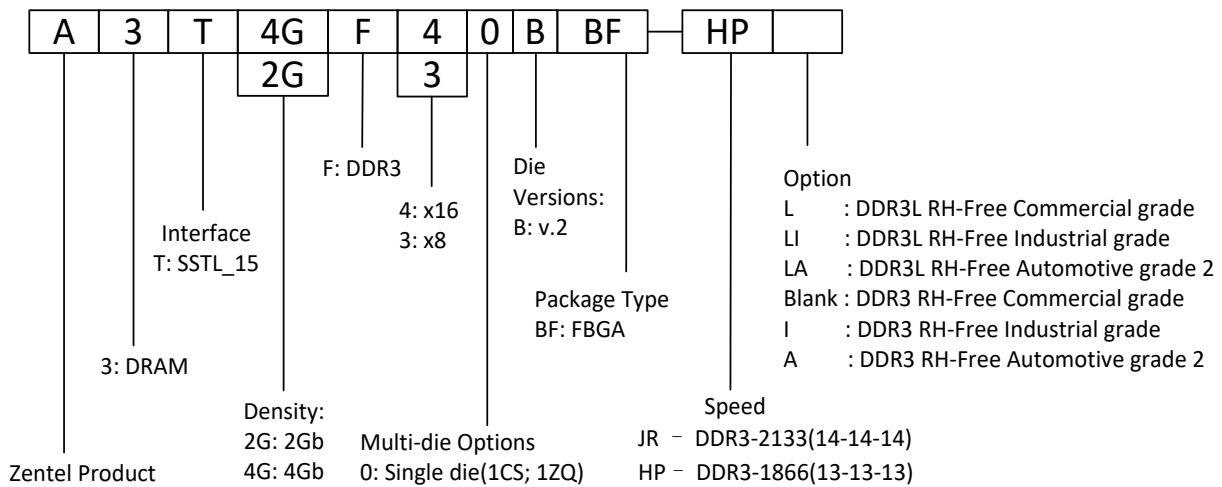 A 3 T 4G F 4 0 B BF HP
2G 3
F: DDR3
4: x16
3: x8
Die
Versions:
B: v.2
Interface
T: SSTL_15
Package Type
BF: FBGA
Option
L : DDR3L RH-Free Commercial grade
LI : DDR3L RH-Free Industrial grade
LA : DDR3L RH-Free Automotive grade 2
Blank : DDR3 RH-Free Commercial grade
I : DDR3 RH-Free Industrial grade
A : DDR3 RH-Free Automotive grade 2
3: DRAM
Density:
2G: 2Gb
4G: 4Gb
Multi-die Options
0: Single die(1CS; 1ZQ)
Speed
JR – DDR3-2133(14-14-14)
HP – DDR3-1866(13-13-13)
Zentel Product